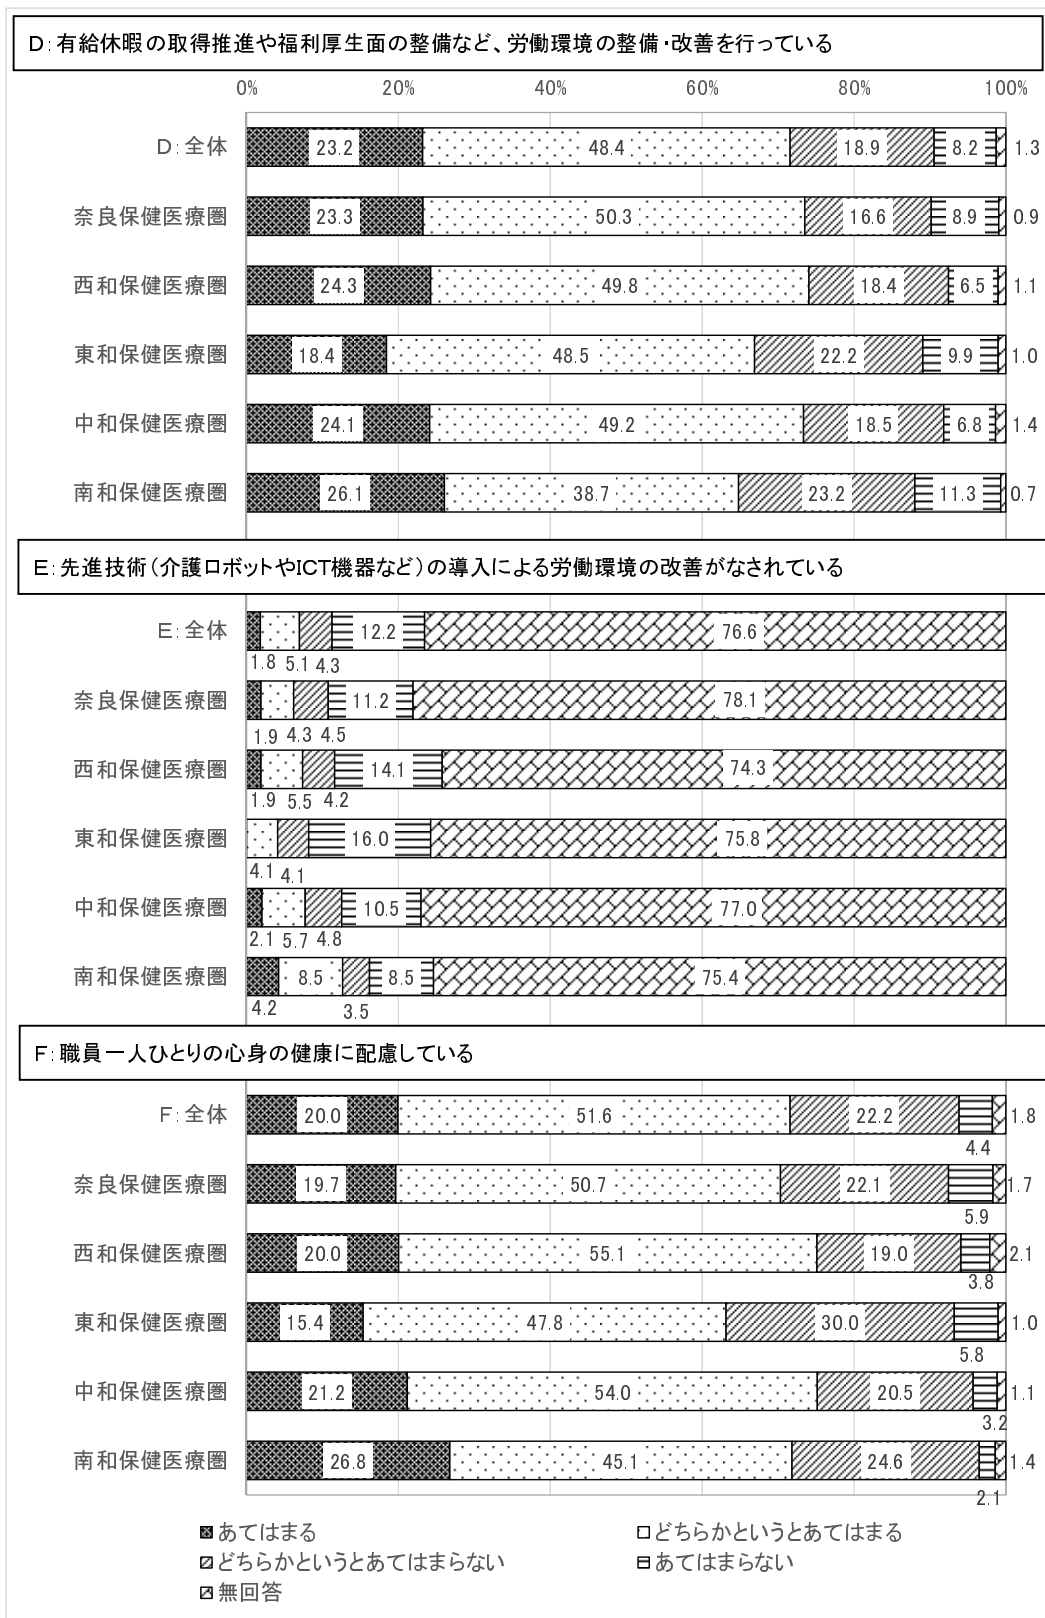 D：有給休暇の取得推進や福利厚生面の整備など、労働環境の整備・改善を行っている
0% 20% 40% 60% 80% 100%
D：全体 23.2 48.4 18.9 8.2 1.3
奈良保健医療圏 23.3 50.3 16.6 8.9 0.9
西和保健医療圏 24.3 49.8 18.4 6.5 1.1
東和保健医療圏 18.4 48.5 22.2 9.9 1.0
中和保健医療圏 24.1 49.2 18.5 6.8 1.4
南和保健医療圏 26.1 38.7 23.2 11.3 0.7
E：先進技術（介護ロボットやICT機器など）の導入による労働環境の改善がなされている
E：全体 12.2 76.6
1.8 5.1 4.3
奈良保健医療圏 11.2 78.1
1.9 4.3 4.5
西和保健医療圏 14.1 74.3
1.9 5.5 4.2
東和保健医療圏 16.0 75.8
4.1 4.1
中和保健医療圏 10.5 77.0
2.1 5.7 4.8
南和保健医療圏 8.5 8.5 75.4
4.2 3.5
F：職員一人ひとりの心身の健康に配慮している
F：全体 20.0 51.6 22.2 1.8
4.4
奈良保健医療圏 19.7 50.7 22.1 1.7
5.9
西和保健医療圏 20.0 55.1 19.0 2.1
3.8
東和保健医療圏 15.4 47.8 30.0 1.0
5.8
中和保健医療圏 21.2 54.0 20.5 1.1
3.2
南和保健医療圏 26.8 45.1 24.6 1.4
2.1
あてはまる どちらかというとあてはまる
どちらかというとあてはまらない あてはまらない
無回答